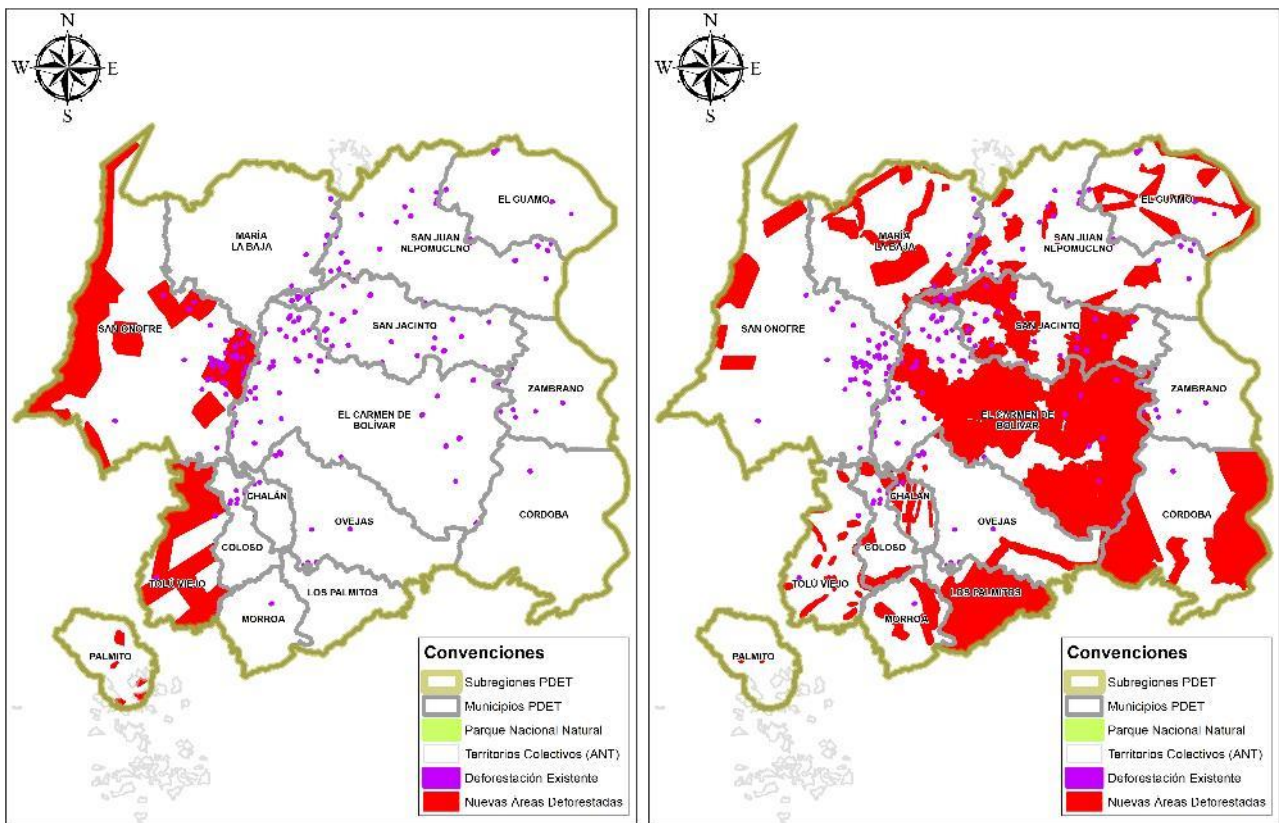 N
W E
S
EL GUAMO
MARÍA
LA BAJA
SAN JUAN
NEPOMUCENO
SAN ONOFRE
SAN JACINTO
ZAMBRANO
EL CARMEN DE
BOLÍVAR
CÓRDOBA
CHALÁN
OVEJAS
COLOSO
TOLÚ VIEJO
LOS PALMITOS
MORROA
PALMITO
Convenciones
Subregiones PDET
Municipios PDET
Parque Nacional Natural
Territorios Colectivos (ANT)
Deforestación Existente
Nuevas Áreas Deforestadas
N
W E
S
EL GUAMO
MARÍA
LA BAJA
SAN JUAN
NEPOMUCENO
SAN ONOFRE
SAN JACINTO
ZAMBRANO
EL CARMEN DE
BOLÍVAR
CÓRDOBA
CHALÁN
OVEJAS
COLOSO
TOLÚ VIEJO
LOS PALMITOS
MORROA
PALMITO
Convenciones
Subregiones PDET
Municipios PDET
Parque Nacional Natural
Territorios Colectivos (ANT)
Deforestación Existente
Nuevas Áreas Deforestadas